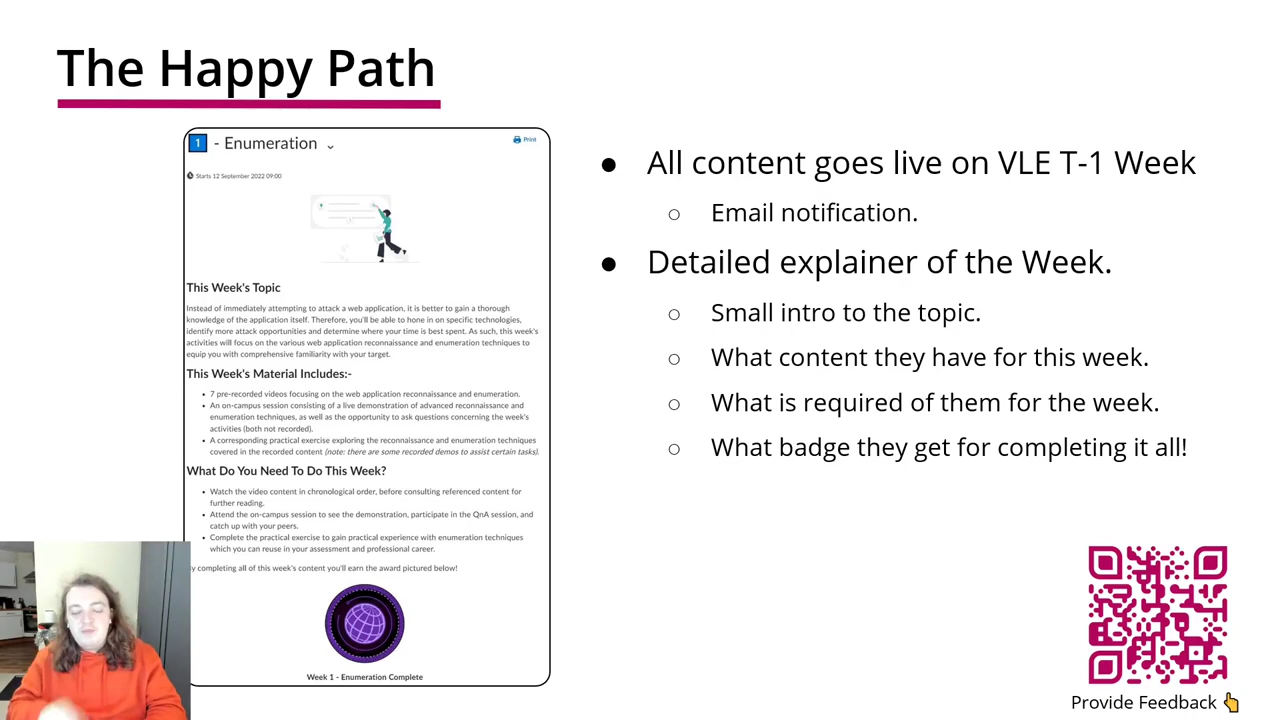 The Happy Path
1 - Enumeration
Print
Starts 12 September 2022 09:00
This Week's Topic
Instead of immediately attempting to attack a web application, it is better to gain a thorough
knowledge of the application itself. Therefore, you'll be able to hone in on specific technologies,
identify more attack opportunities and determine where your time is best spent. As such, this week's
activities will focus on the various web application reconnaissance and enumeration techniques to
equip you with comprehensive familiarity with your target.
This Week's Material Includes:-
• 7 pre-recorded videos focusing on the web application reconnaissance and enumeration.
• An on-campus session consisting of a live demonstration of advanced reconnaissance and
enumeration techniques, as well as the opportunity to ask questions concerning the week's
activities (both not recorded).
• A corresponding practical exercise exploring the reconnaissance and enumeration techniques
covered in the recorded content (note: there are some recorded demos to assist certain tasks).
What Do You Need To Do This Week?
• Watch the video content in chronological order, before consulting referenced content for
further reading.
• Attend the on-campus session to see the demonstration, participate in the QnA session, and
catch up with your peers.
• Complete the practical exercise to gain practical experience with enumeration techniques
which you can reuse in your assessment and professional career.
y completing all of this week's content you'll earn the award pictured below!
Week 1 - Enumeration Complete
● All content goes live on VLE T-1 Week
○ Email notification.
● Detailed explainer of the Week.
○ Small intro to the topic.
○ What content they have for this week.
○ What is required of them for the week.
○ What badge they get for completing it all!
Provide Feedback 👆